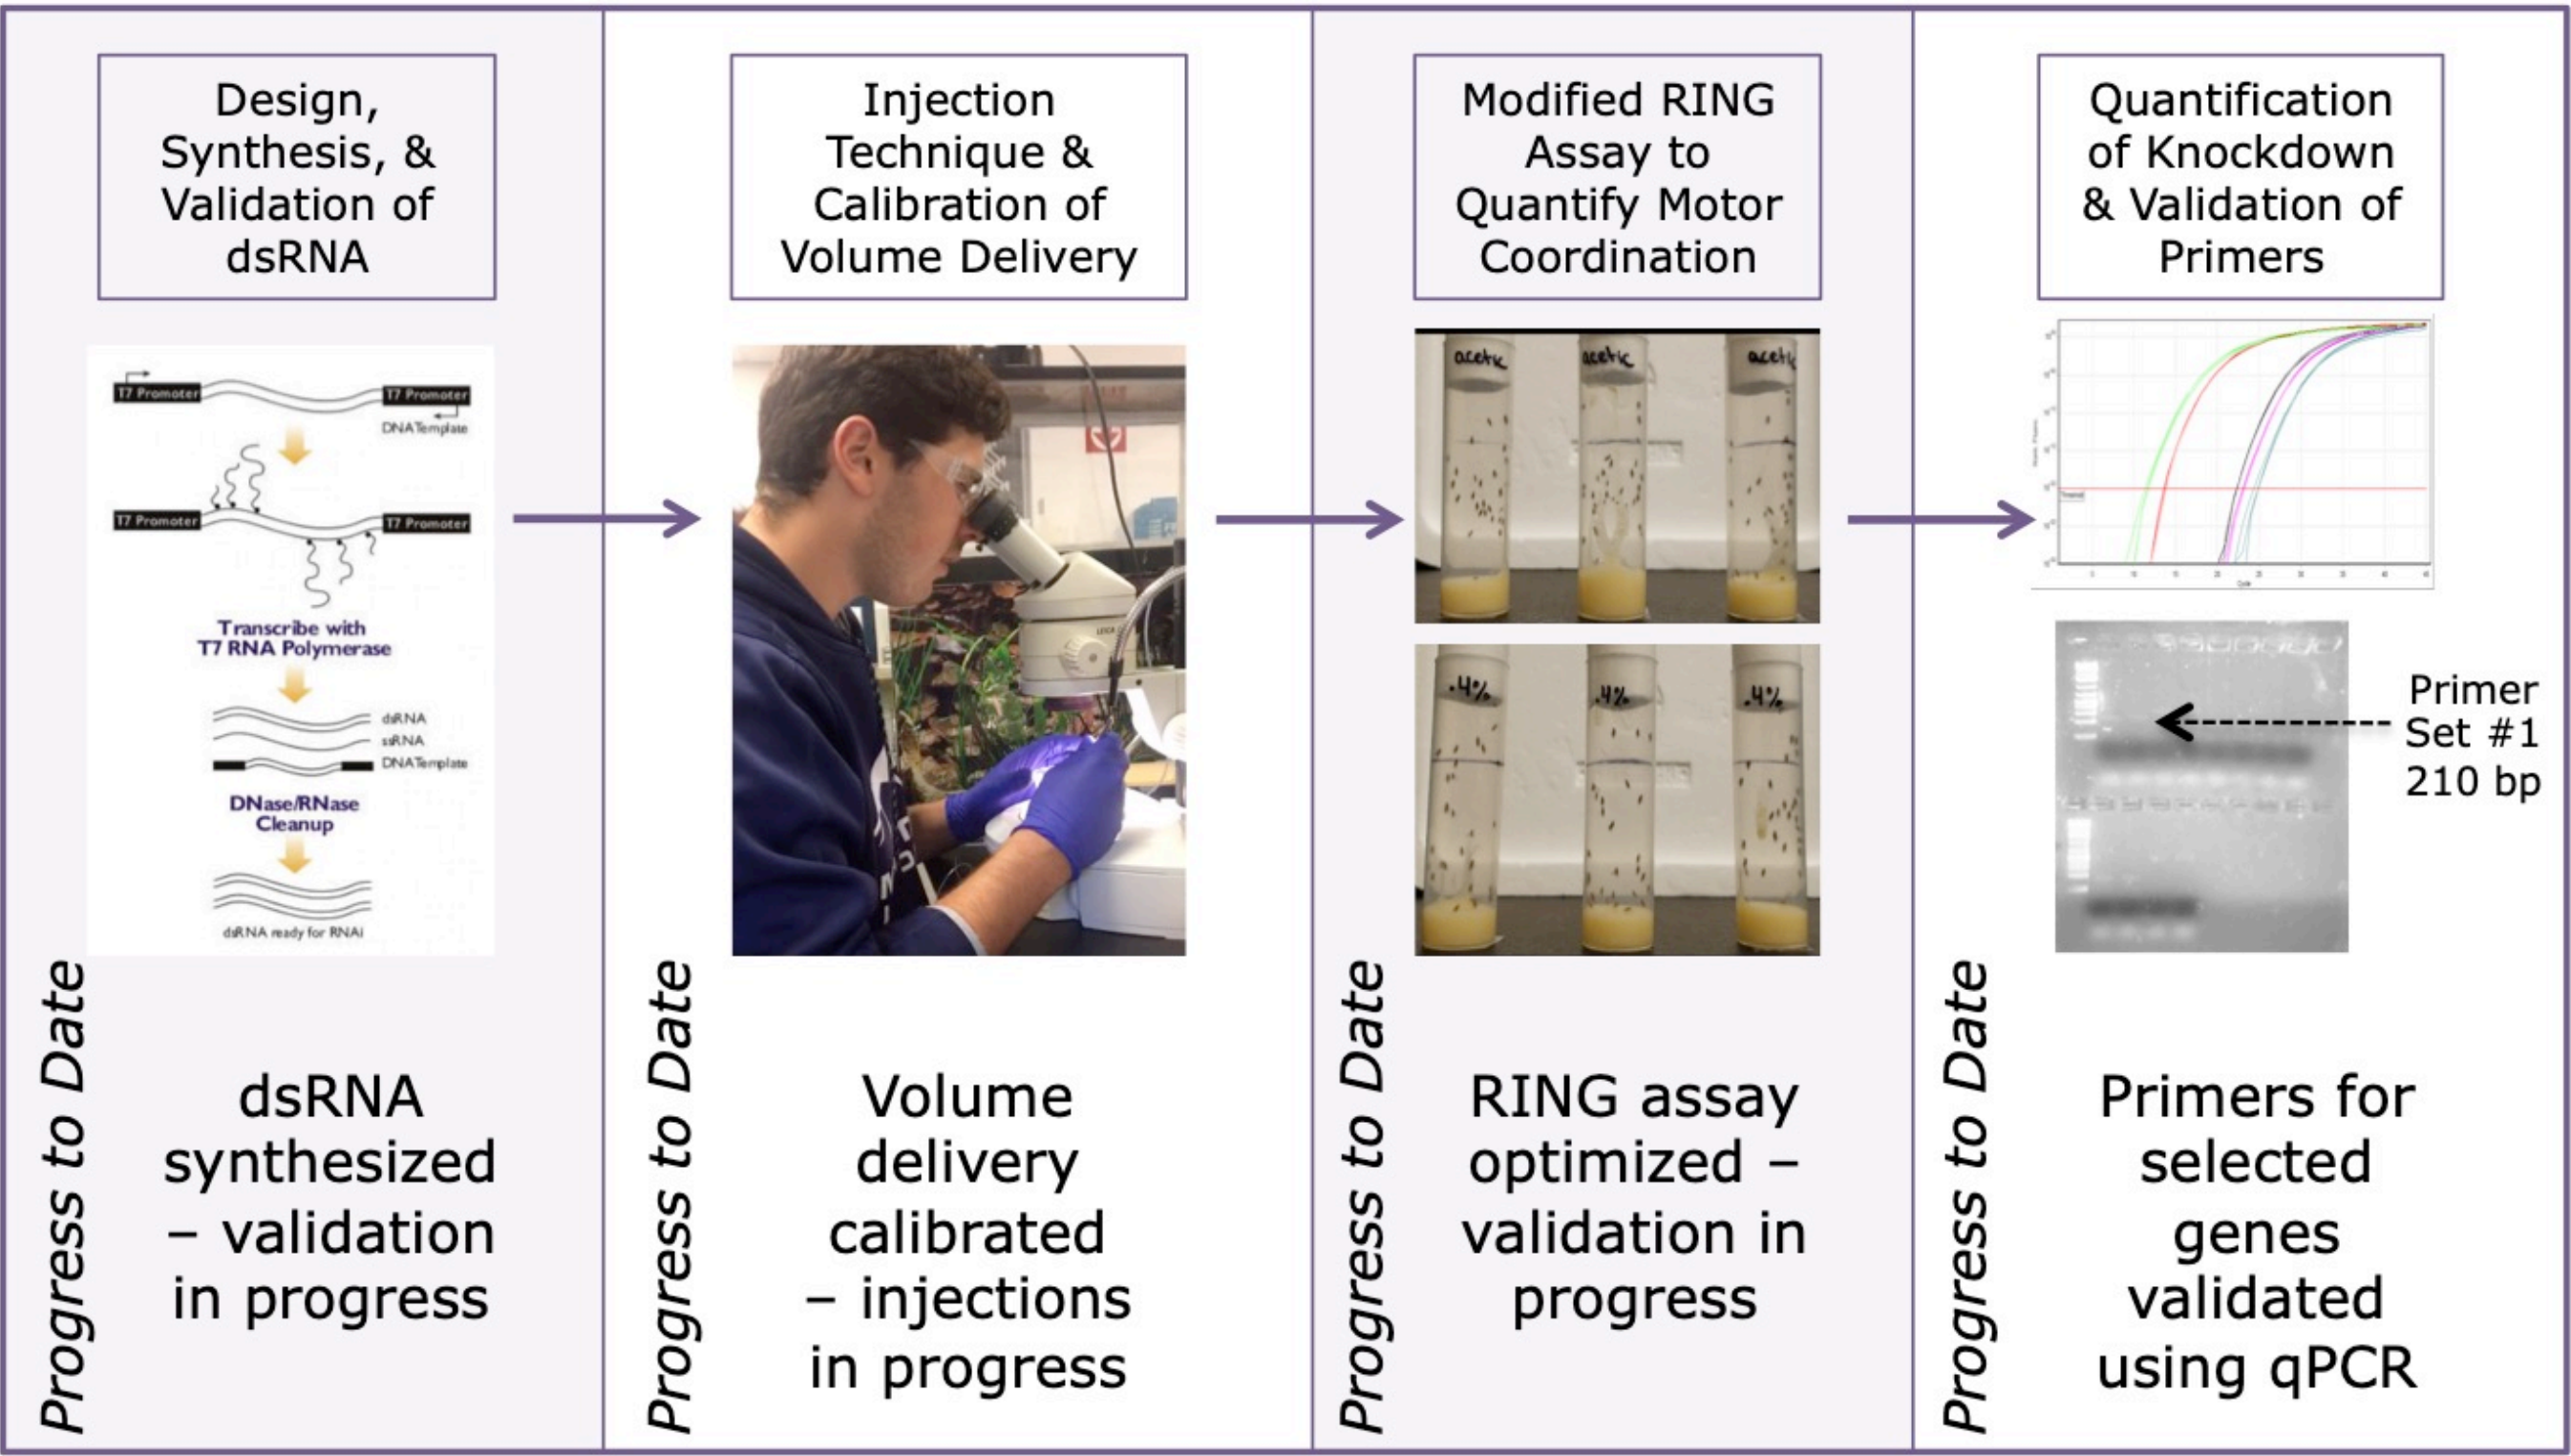 Design,
Synthesis, &
Validation of
dsRNA
T7 Promoter
T7 Promoter
DNA Template
T7 Promoter
T7 Promoter
Transcribe with
T7 RNA Polymerase
dsRNA
ssRNA
DNA Template
DNase/RNase
Cleanup
dsRNA ready for RNAi
Progress to Date
dsRNA
synthesized
– validation
in progress
Injection
Technique &
Calibration of
Volume Delivery
LEICA
Progress to Date
Volume
delivery
calibrated
– injections
in progress
Modified RING
Assay to
Quantify Motor
Coordination
acetic
acetic
acetic
.4%
.4%
.4%
Progress to Date
RING assay
optimized –
validation in
progress
Quantification
of Knockdown
& Validation of
Primers
Cycle
Primer
Set #1
210 bp
Progress to Date
Primers for
selected
genes
validated
using qPCR